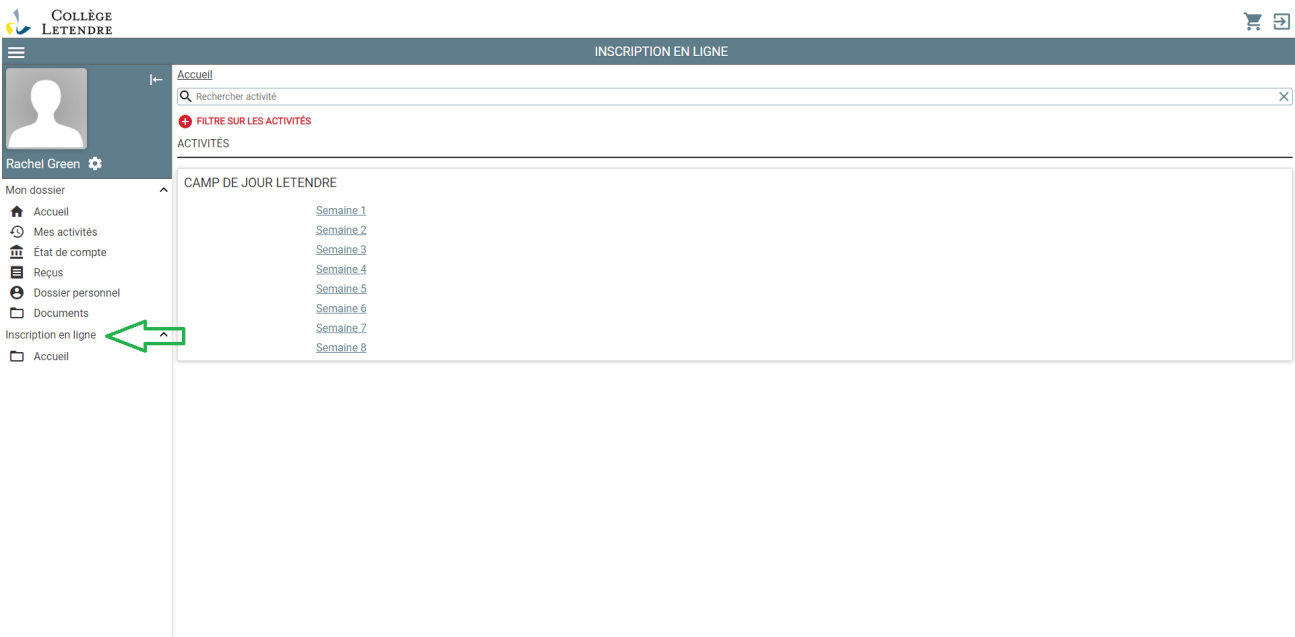 COLLÈGE
LETENDRE
INSCRIPTION EN LIGNE
Rachel Green
Mon dossier
Accueil
Mes activités
État de compte
Reçus
Dossier personnel
Documents
Inscription en ligne
Accueil
Accueil
Rechercher activité
FILTRE SUR LES ACTIVITÉS
ACTIVITÉS
CAMP DE JOUR LETENDRE
Semaine 1
Semaine 2
Semaine 3
Semaine 4
Semaine 5
Semaine 6
Semaine 7
Semaine 8